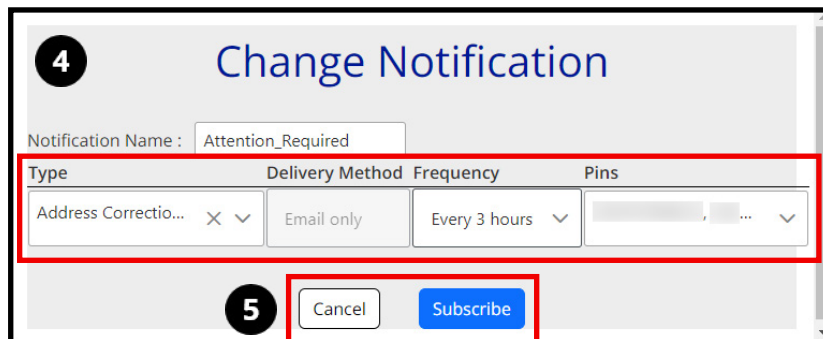 4
Change Notification
Notification Name : Attention_Required
Type Delivery Method Frequency Pins
Address Correctio... Email only Every 3 hours , ...
5 Cancel Subscribe